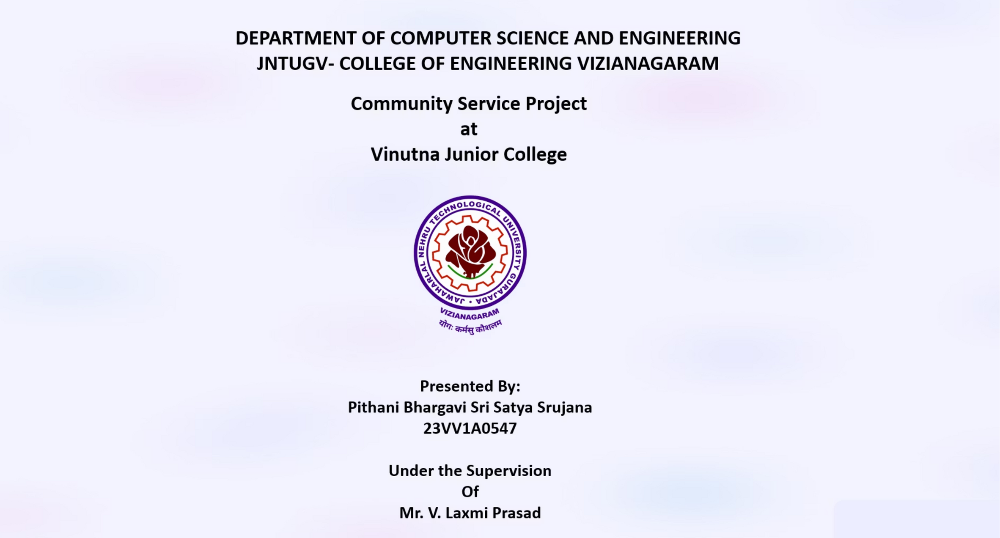 DEPARTMENT OF COMPUTER SCIENCE AND ENGINEERING
JNTUGV- COLLEGE OF ENGINEERING VIZIANAGARAM
Community Service Project
at
Vinutna Junior College
JAWAHARLAL NEHRU TECHNOLOGICAL UNIVERSITY GURAJADA •
VIZIANAGARAM
योगः कर्मसु कौशलम
Presented By:
Pithani Bhargavi Sri Satya Srujana
23VV1A0547
Under the Supervision
Of
Mr. V. Laxmi Prasad